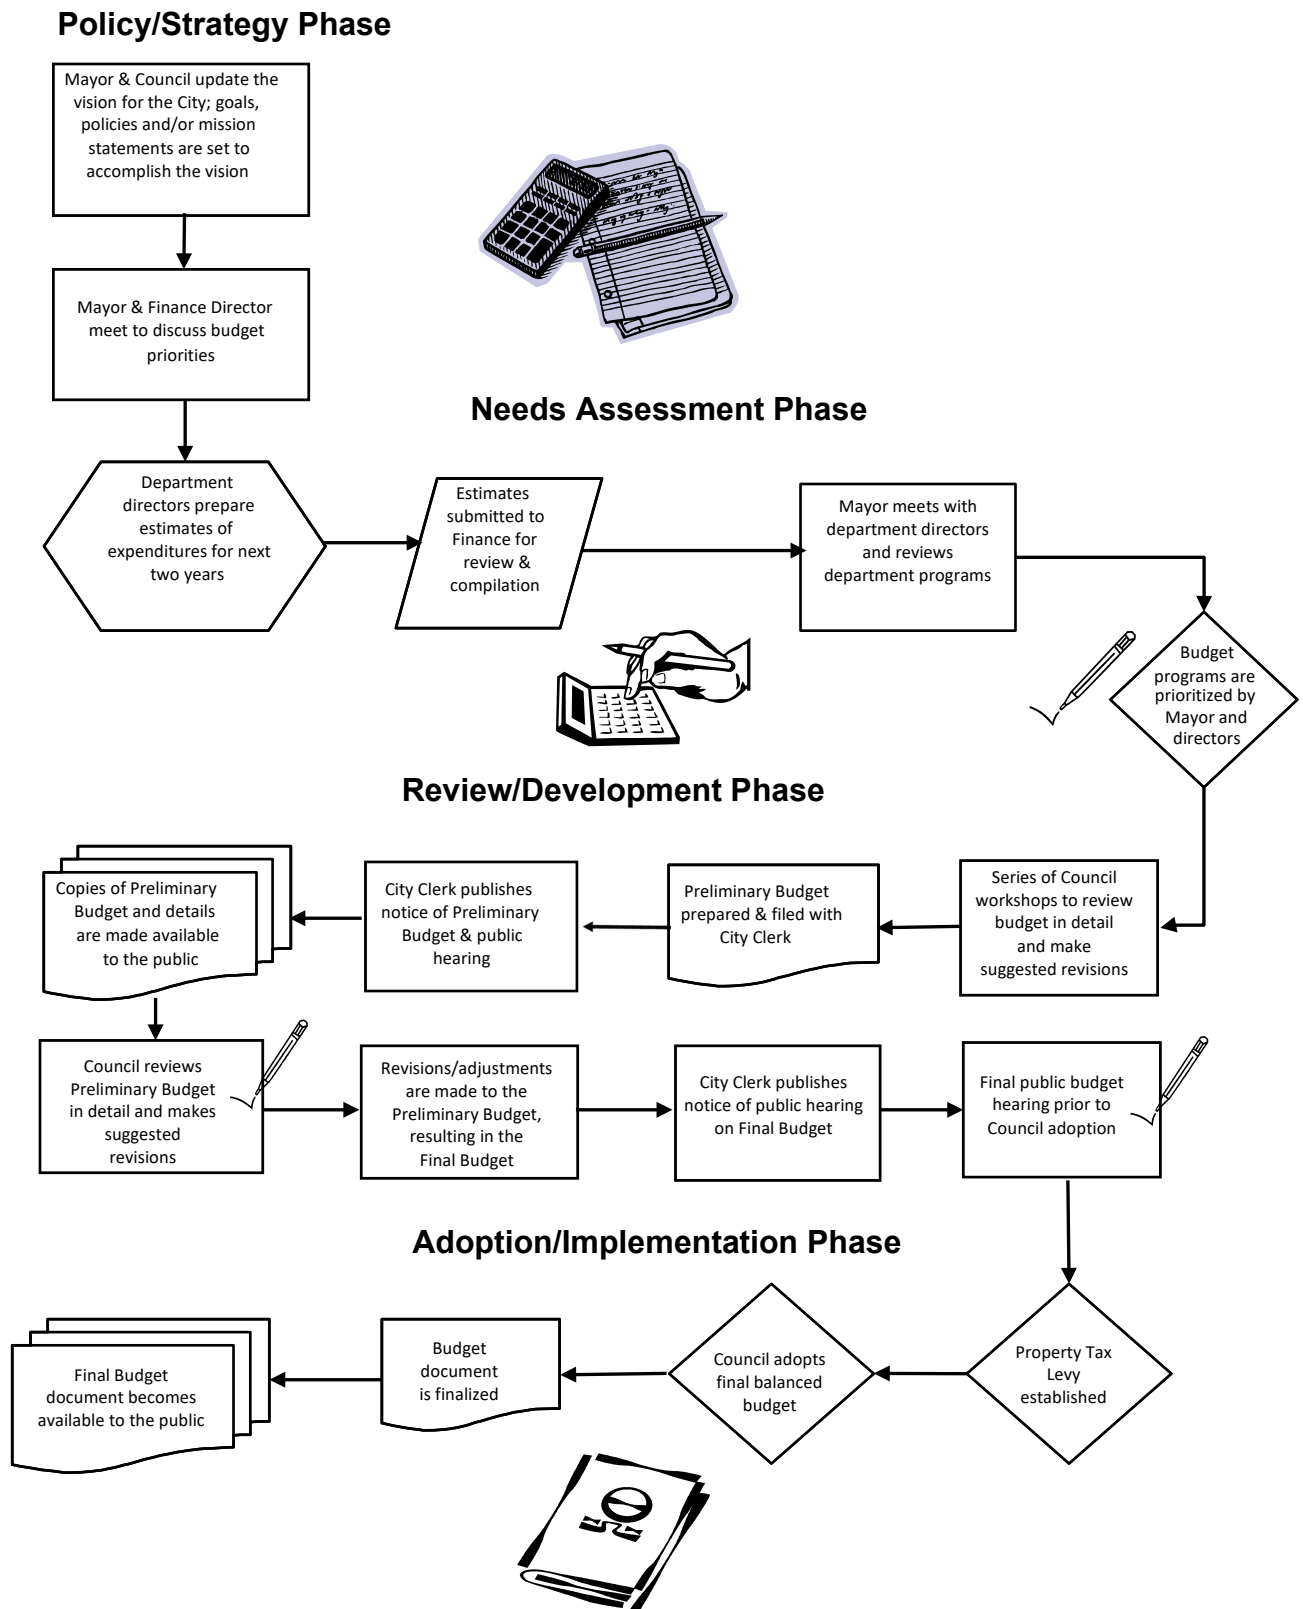 Policy/Strategy Phase
Mayor & Council update the
vision for the City; goals,
policies and/or mission
statements are set to
accomplish the vision
Mayor & Finance Director
meet to discuss budget
priorities
Needs Assessment Phase
Department
directors prepare
estimates of
expenditures for next
two years
Estimates
submitted to
Finance for
review &
compilation
Mayor meets with
department directors
and reviews
department programs
Budget
programs are
prioritized by
Mayor and
directors
Review/Development Phase
Series of Council
workshops to review
budget in detail
and make
suggested revisions
Preliminary Budget
prepared & filed with
City Clerk
City Clerk publishes
notice of Preliminary
Budget & public
hearing
Copies of Preliminary
Budget and details
are made available
to the public
Council reviews
Preliminary Budget
in detail and makes
suggested
revisions
Revisions/adjustments
are made to the
Preliminary Budget,
resulting in the
Final Budget
City Clerk publishes
notice of public hearing
on Final Budget
Final public budget
hearing prior to
Council adoption
Adoption/Implementation Phase
Property Tax
Levy
established
Council adopts
final balanced
budget
Budget
document
is finalized
Final Budget
document becomes
available to the public